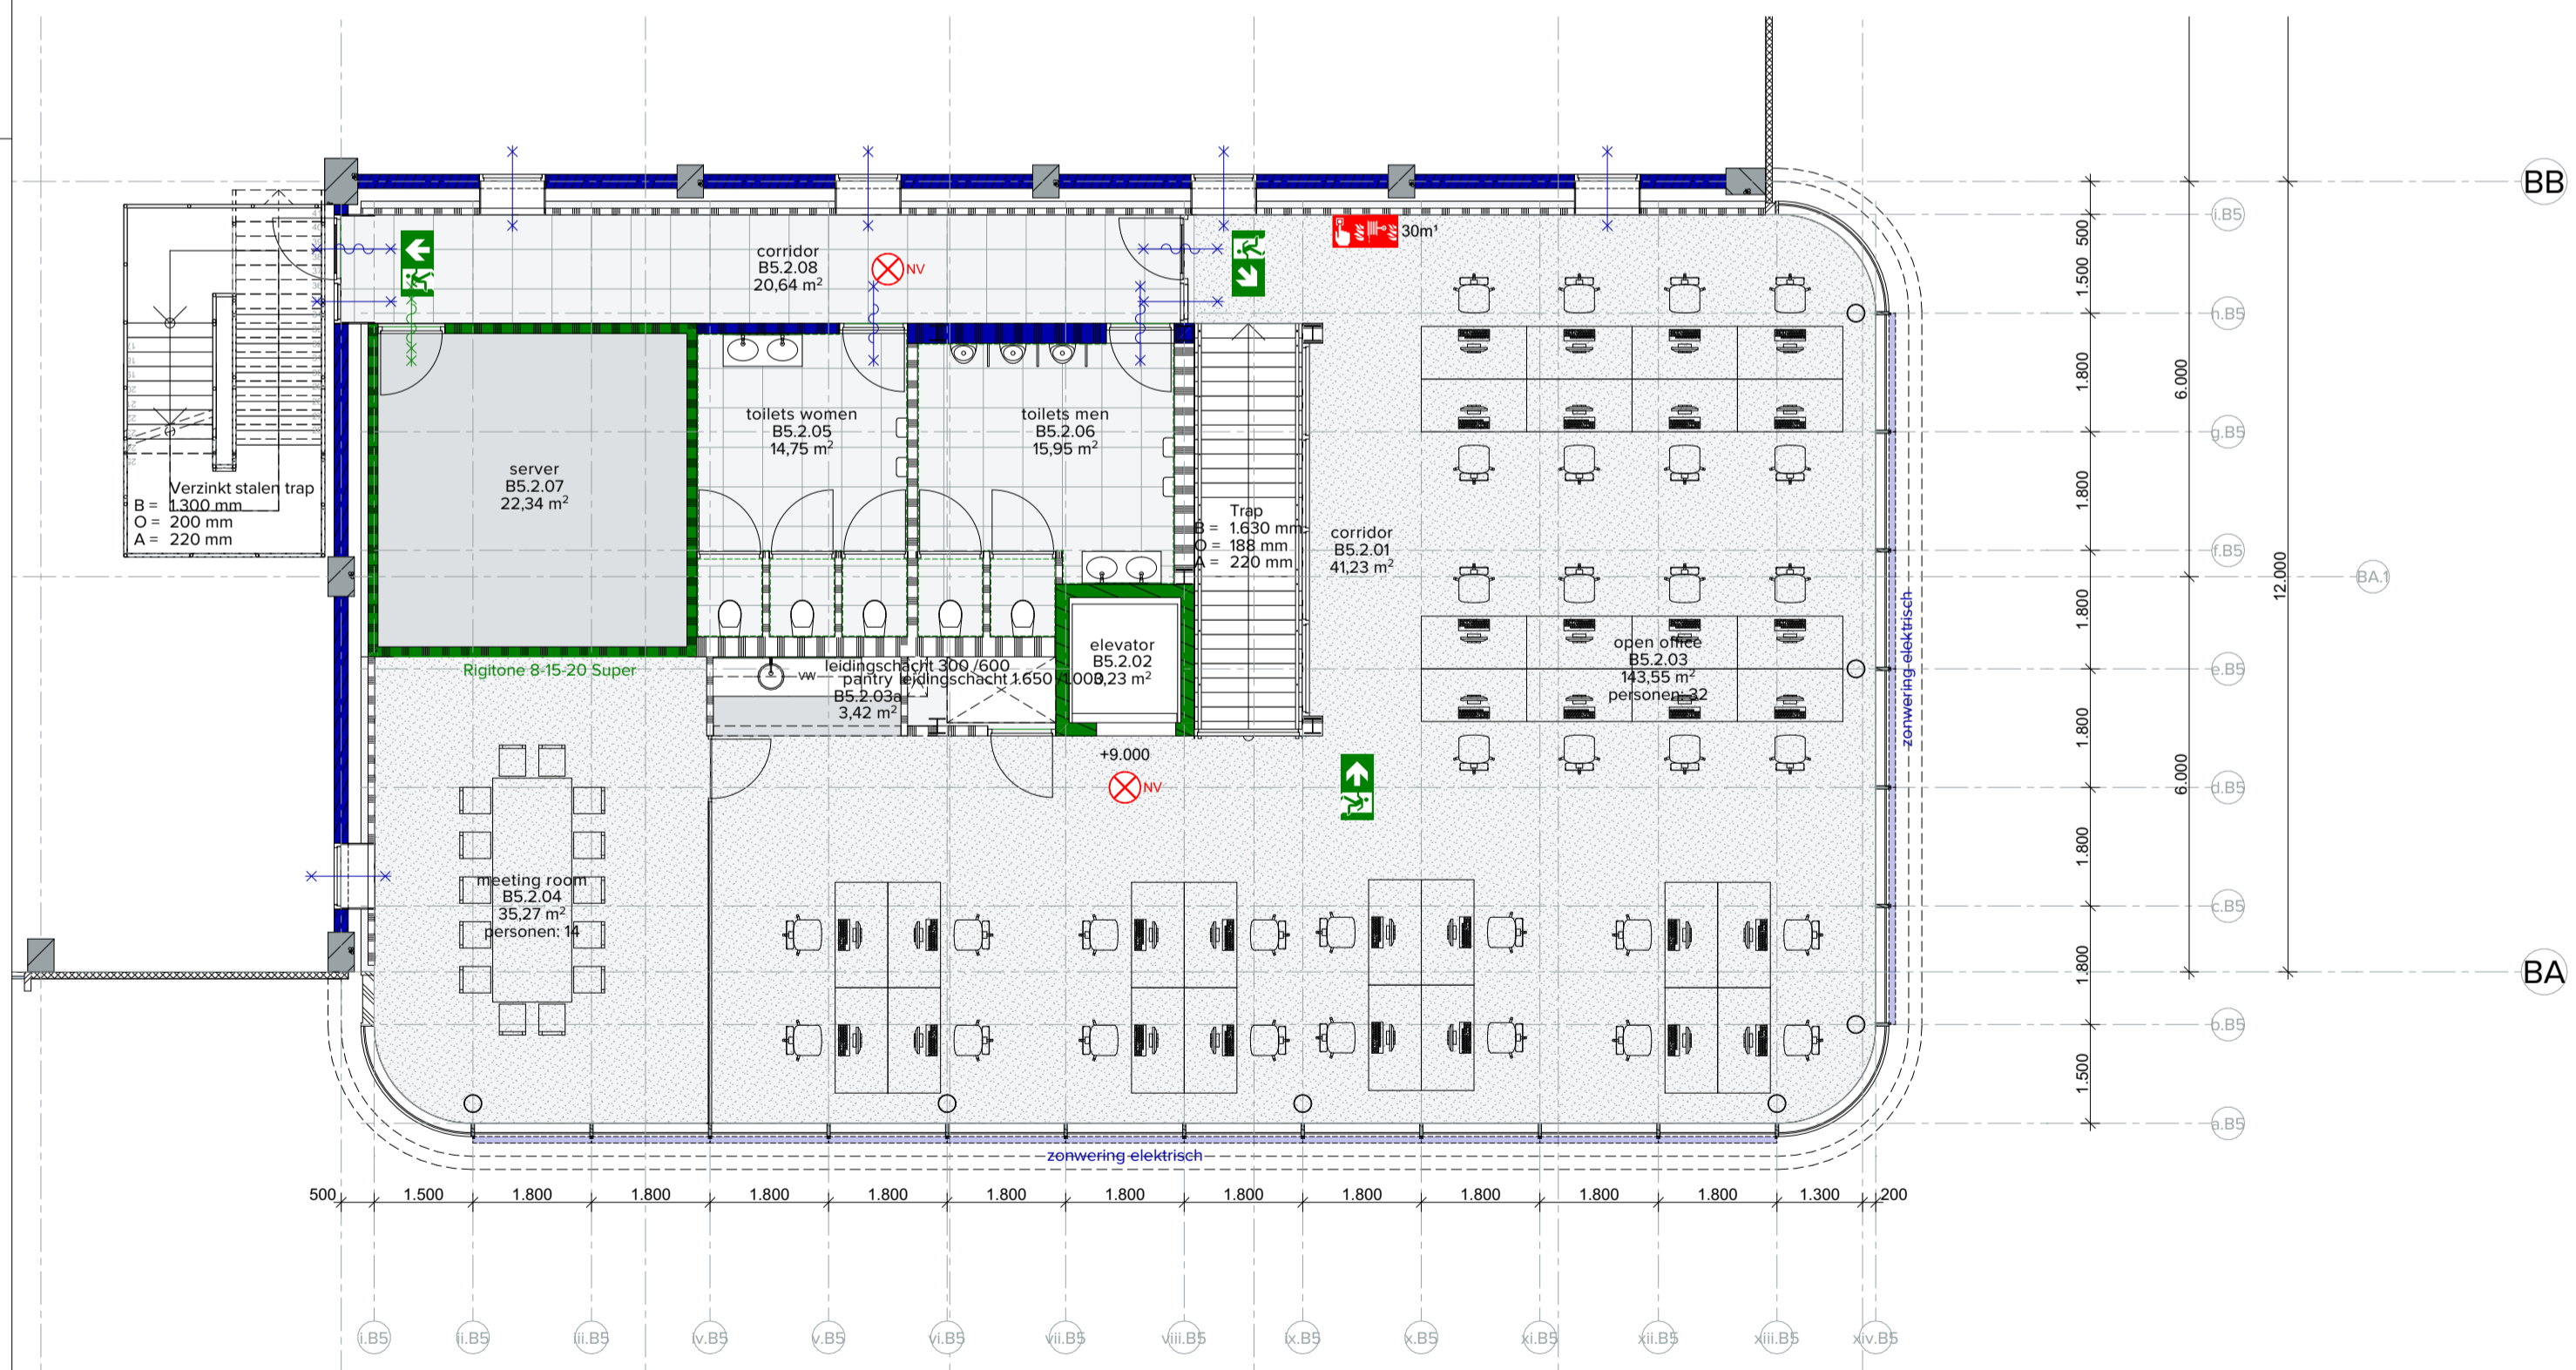 BB
i.B5
500
30m¹
corridor
B5.2.08
20,64 m²
NV
1.500
h.B5
1.800
6.000
toilets women
B5.2.05
14,75 m²
toilets men
B5.2.06
15,95 m²
g.B5
server
B5.2.07
22,34 m²
1.800
Verzinkt stalen trap
B = 1.300 mm
O = 200 mm
A = 220 mm
Trap
B = 1.630 mm
O = 188 mm
A = 220 mm
corridor
B5.2.01
41,23 m²
f.B5
12.000
BA.1
1.800
zonwering elektrisch
elevator
B5.2.02
3,23 m²
open office
B5.2.03
143,55 m²
personen: 32
Rigitone 8-15-20 Super
vw
leidingschacht 300 /600
pantry
leidingschacht 1.650 /1.000
B5.2.03a
3,42 m²
e.B5
1.800
+9.000
NV
6.000
d.B5
1.800
meeting room
B5.2.04
35,27 m²
personen: 14
c.B5
1.800
BA
b.B5
1.500
a.B5
zonwering elektrisch
500 1.500 1.800 1.800 1.800 1.800 1.800 1.800 1.800 1.800 1.800 1.800 1.800 1.300 200
i.B5 ii.B5 iii.B5 iv.B5 v.B5 vi.B5 vii.B5 viii.B5 ix.B5 x.B5 xi.B5 xii.B5 xiii.B5 xiv.B5